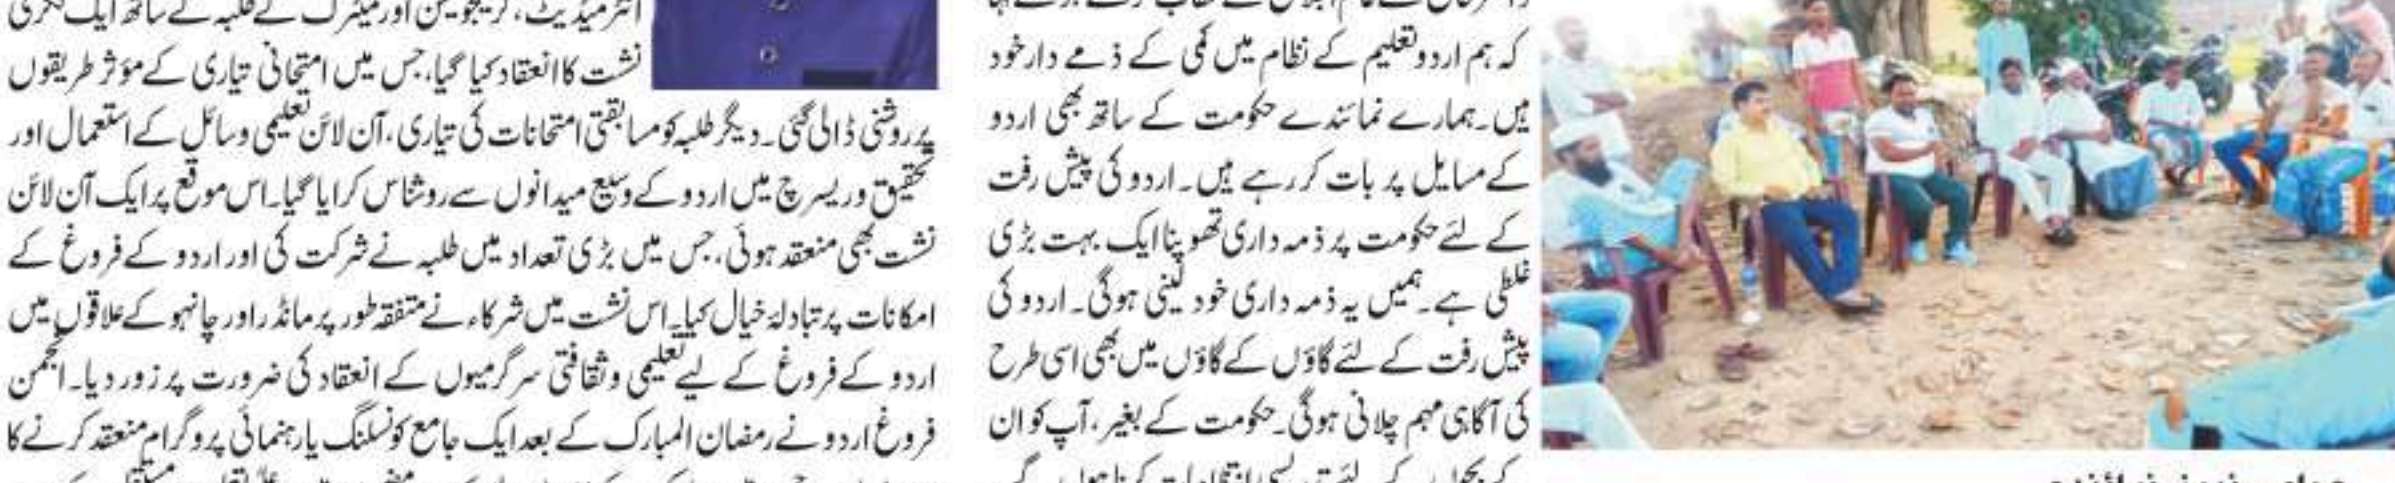 کہ ہم اردو تعلیم کے نظام میں کمی کے ذمے دار خود
ہیں۔ ہمارے نمائندے حکومت کے ساتھ بھی اردو
کے مسایل پر بات کر رہے ہیں۔ اردو کی پیش رفت
کے لئے حکومت پر ذمہ داری تھوپنا ایک بہت بڑی
غلطی ہے۔ ہمیں یہ ذمہ داری خود لینی ہوگی۔ اردو کی
پیش رفت کے لئے گاؤں کے گاؤں میں بھی اسی طرح
کی آگاہی مہم چلانی ہوگی۔ حکومت کے بغیر، آپ کو ان
انٹرمیڈیٹ، گریجویشن اور میٹرک کے طلبہ کے ساتھ ایک فکری
نشست کا انعقاد کیا گیا، جس میں امتحانی تیاری کے مؤثر طریقوں
پر روشنی ڈالی گئی۔ دیگر طلبہ کو مسابقتی امتحانات کی تیاری، آن لائن تعلیمی وسائل کے استعمال اور
تحقیق و ریسرچ میں اردو کے وسیع میدانوں سے روشناس کرایا گیا۔ اس موقع پر ایک آن لائن
نشست بھی منعقد ہوئی، جس میں بڑی تعداد میں طلبہ نے شرکت کی اور اردو کے فروغ کے
امکانات پر تبادلۂ خیال کیا۔ اس نشست میں شرکاء نے متفقہ طور پر مانڈر اور چانہو کے علاقوں میں
اردو کے فروغ کے لیے تعلیمی و ثقافتی سرگرمیوں کے انعقاد کی ضرورت پر زور دیا۔ انجمن
فروغ اردو نے رمضان المبارک کے بعد ایک جامع کونسلنگ یا رہنمائی پروگرام منعقد کرنے کا